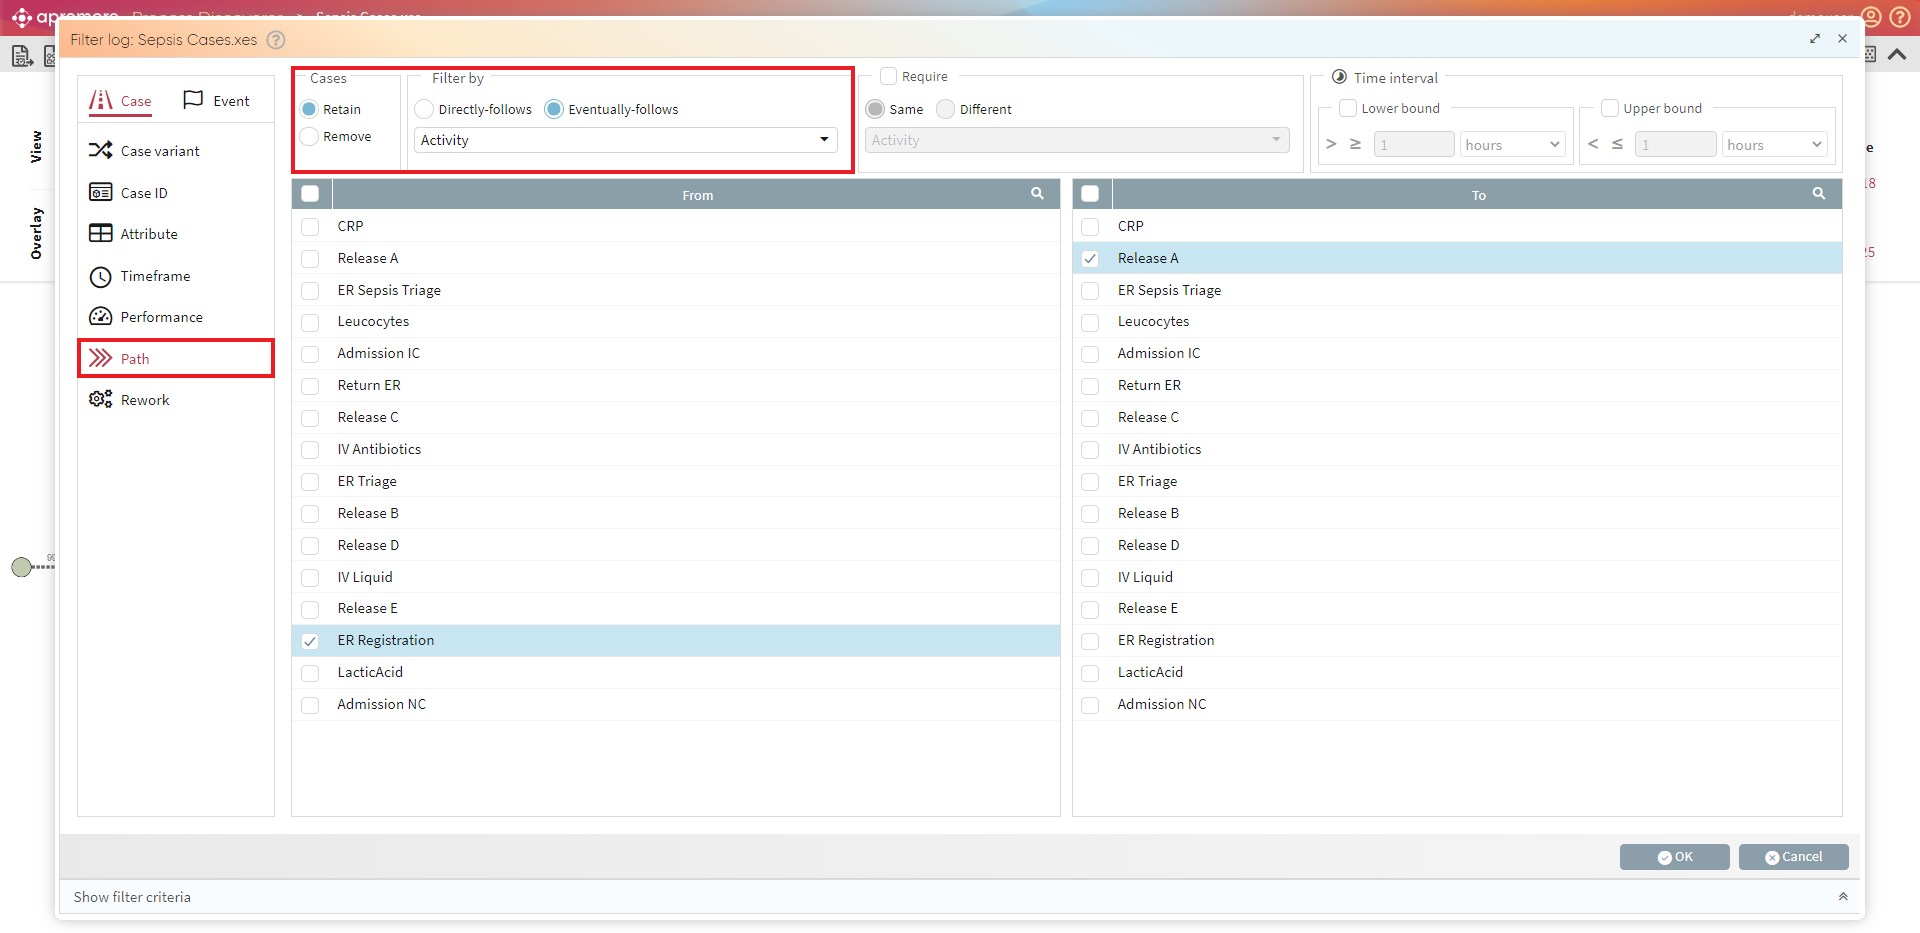 Filter log: Sepsis Cases.xes
View
Overlay
Case
Event
Case variant
Case ID
Attribute
Timeframe
Performance
Path
Rework
Cases
Retain
Remove
Filter by
Directly-follows
Eventually-follows
Activity
Require
Same
Different
Activity
Time interval
Lower bound
> ≥ 1 hours
Upper bound
< ≤ 1 hours
From
CRP
Release A
ER Sepsis Triage
Leucocytes
Admission IC
Return ER
Release C
IV Antibiotics
ER Triage
Release B
Release D
IV Liquid
Release E
ER Registration
LacticAcid
Admission NC
To
CRP
Release A
ER Sepsis Triage
Leucocytes
Admission IC
Return ER
Release C
IV Antibiotics
ER Triage
Release B
Release D
IV Liquid
Release E
ER Registration
LacticAcid
Admission NC
OK
Cancel
Show filter criteria